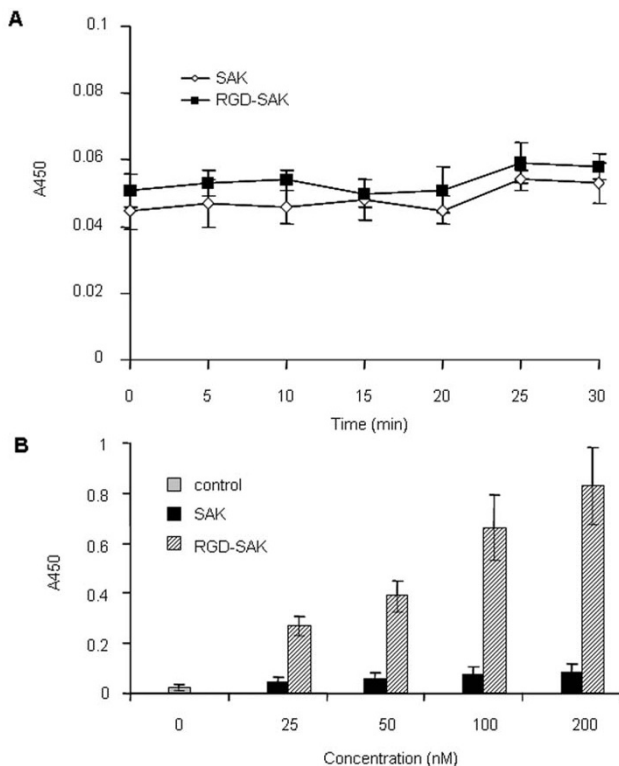 A
0.1
0.08
0.06
0.04
0.02
0
A450
SAK
RGD-SAK
0 5 10 15 20 25 30
Time (min)
B
1
0.8
0.6
0.4
0.2
0
A450
control
SAK
RGD-SAK
0 25 50 100 200
Concentration (nM)